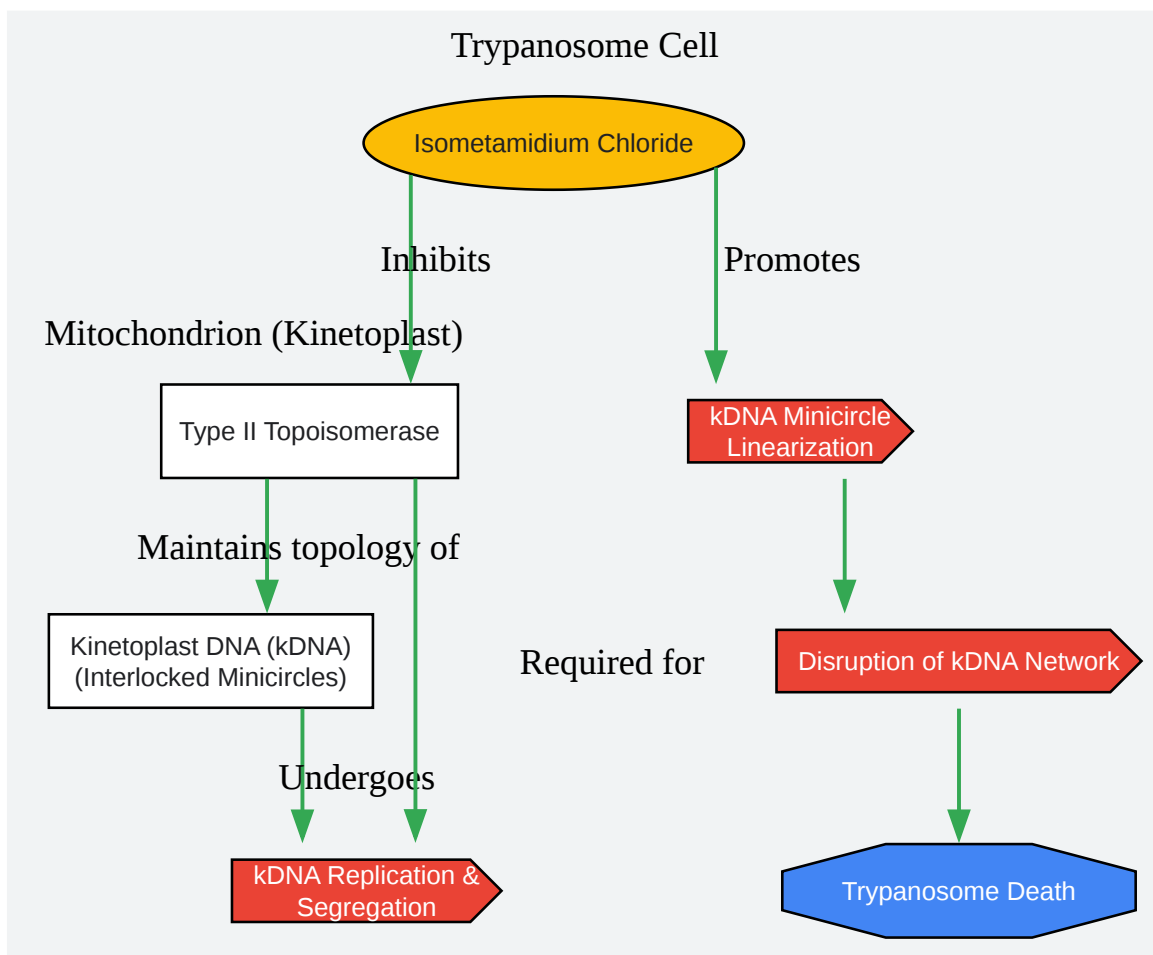 Trypanosome Cell
Isometamidium Chloride
Inhibits
Promotes
Mitochondrion (Kinetoplast)
Type II Topoisomerase
kDNA Minicircle
Linearization
Maintains topology of
Kinetoplast DNA (kDNA)
(Interlocked Minicircles)
Required for
Disruption of kDNA Network
Undergoes
kDNA Replication &
Segregation
Trypanosome Death